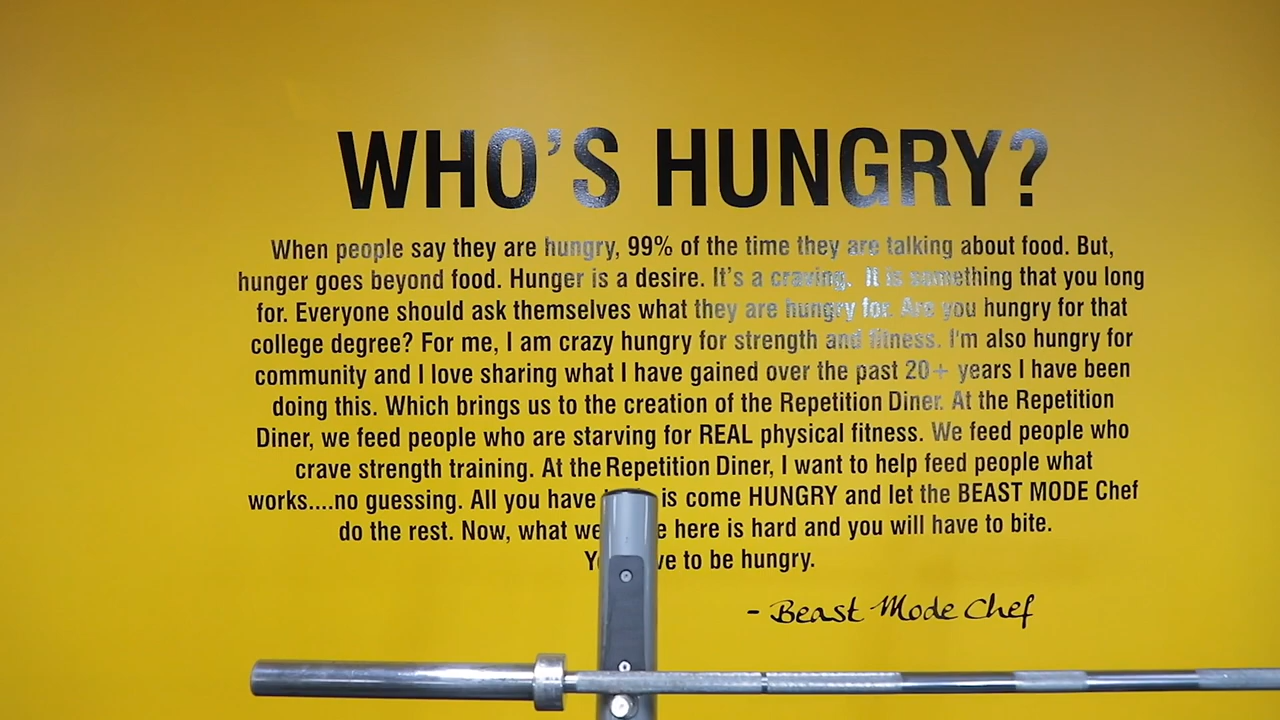 WHO'S HUNGRY?
When people say they are hungry, 99% of the time they are talking about food. But,
hunger goes beyond food. Hunger is a desire. It's a craving. It is something that you long
for. Everyone should ask themselves what they are hungry for. Are you hungry for that
college degree? For me, I am crazy hungry for strength and fitness. I'm also hungry for
community and I love sharing what I have gained over the past 20+ years I have been
doing this. Which brings us to the creation of the Repetition Diner. At the Repetition
Diner, we feed people who are starving for REAL physical fitness. We feed people who
crave strength training. At the Repetition Diner, I want to help feed people what
works....no guessing. All you have is come HUNGRY and let the BEAST MODE Chef
do the rest. Now, what we here is hard and you will have to bite.
to be hungry.
- Beast Mode Chef